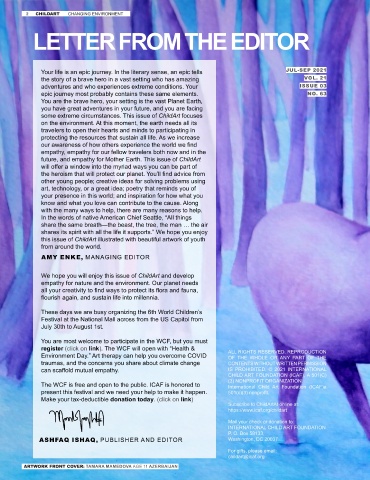 3 CHILDART CHANGING ENVIRONMENT
LETTER FROM THE EDITOR
JUL-SEP 2021
VOL. 21
ISSUE 03
NO. 63
Your life is an epic journey. In the literary sense, an epic tells
the story of a brave hero in a vast setting who has amazing
adventures and who experiences extreme conditions. Your
epic journey most probably contains these same elements.
You are the brave hero, your setting is the vast Planet Earth,
you have great adventures in your future, and you are facing
some extreme circumstances. This issue of ChildArt focuses
on the environment. At this moment, the earth needs all its
travelers to open their hearts and minds to participating in
protecting the resources that sustain all life. As we increase
our awareness of how others experience the world we find
empathy, empathy for our fellow travelers both now and in the
future, and empathy for Mother Earth. This issue of ChildArt
will offer a window into the myriad ways you can be part of
the heroism that will protect our planet. You'll find advice from
other young people; creative ideas for solving problems using
art, technology, or a great idea; poetry that reminds you of
your presence in this world; and inspiration for how what you
know and what you love can contribute to the cause. Along
with the many ways to help, there are many reasons to help.
In the words of native American Chief Seattle, "All things
share the same breath—the beast, the tree, the man … the air
shares its spirit with all the life it supports." We hope you enjoy
this issue of ChildArt illustrated with beautiful artwork of youth
from around the world.
AMY ENKE, MANAGING EDITOR
We hope you will enjoy this issue of ChildArt and develop
empathy for nature and the environment. Our planet needs
all your creativity to find ways to protect its flora and fauna,
flourish again, and sustain life into millennia.
These days we are busy organizing the 6th World Children's
Festival at the National Mall across from the US Capitol from
July 30th to August 1st.
You are most welcome to participate in the WCF, but you must
register (click on link). The WCF will open with "Health &
Environment Day." Art therapy can help you overcome COVID
traumas, and the concerns you share about climate change
can scaffold mutual empathy.
The WCF is free and open to the public. ICAF is honored to
present this festival and we need your help to make it happen.
Make your tax-deductible donation today. (click on link)
ASHFAQ ISHAQ, PUBLISHER AND EDITOR
ALL RIGHTS RESERVED. REPRODUCTION
OF THE WHOLE OR ANY PART OF THE
CONTENTS WITHOUT WRITTEN PERMISSION
IS PROHIBITED. © 2021 INTERNATIONAL
CHILD ART FOUNDATION (ICAF)
NONPROFIT ORGANIZATION
International Child Art Foundation (ICAF
Subscribe to ChildArt
Mail your check or donation to:
INTERNATIONAL CHILD ART FOUNDATION
P. O. Box
Washington, DC
For gifts, please email:
ARTWORK FRONT COVER: TAMARA MAMEDOVA AGE 11 AZERBAIJAN